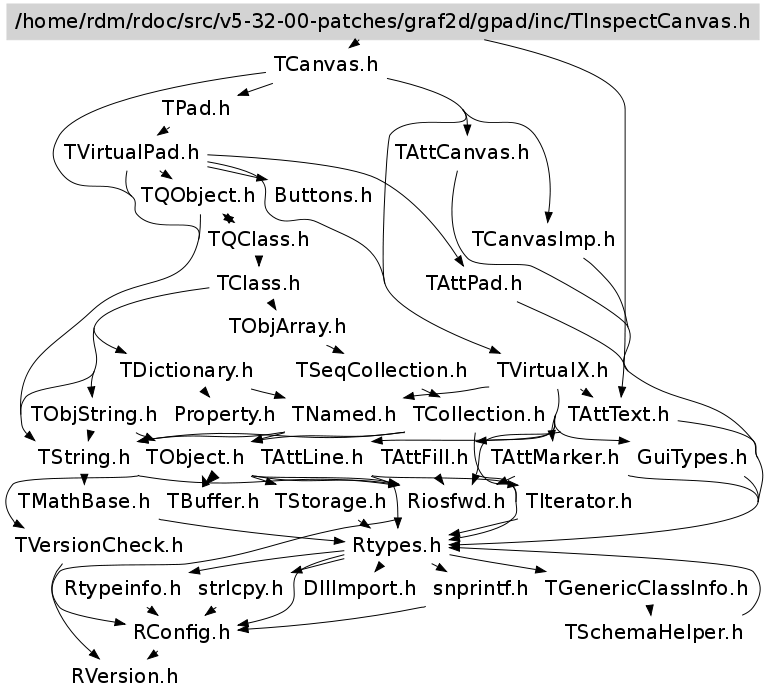 /home/rdm/rdoc/src/v5-32-00-patches/graf2d/gpad/inc/TInspectCanvas.h
TCanvas.h
TPad.h
TVirtualPad.h TAttCanvas.h
TQObject.h Buttons.h
TQClass.h TCanvasImp.h
TClass.h TAttPad.h
TObjArray.h
TDictionary.h TSeqCollection.h TVirtualX.h
TObjString.h Property.h TNamed.h TCollection.h TAttText.h
TString.h TObject.h TAttLine.h TAttFill.h TAttMarker.h GuiTypes.h
TMathBase.h TBuffer.h TStorage.h Riosfwd.h TIterator.h
TVersionCheck.h Rtypes.h
Rtypeinfo.h strlcpy.h DllImport.h snprintf.h TGenericClassInfo.h
RConfig.h TSchemaHelper.h
RVersion.h